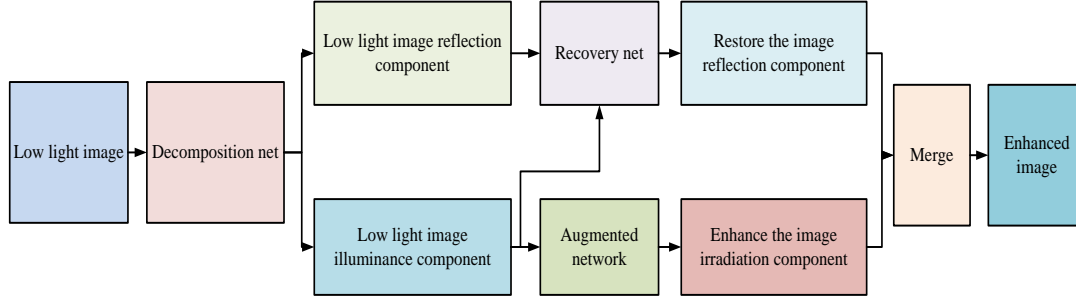 Low light image
Decomposition net
Low light image reflection
component
Recovery net
Restore the image
reflection component
Low light image
illuminance component
Augmented
network
Enhance the image
irradiation component
Merge
Enhanced
image